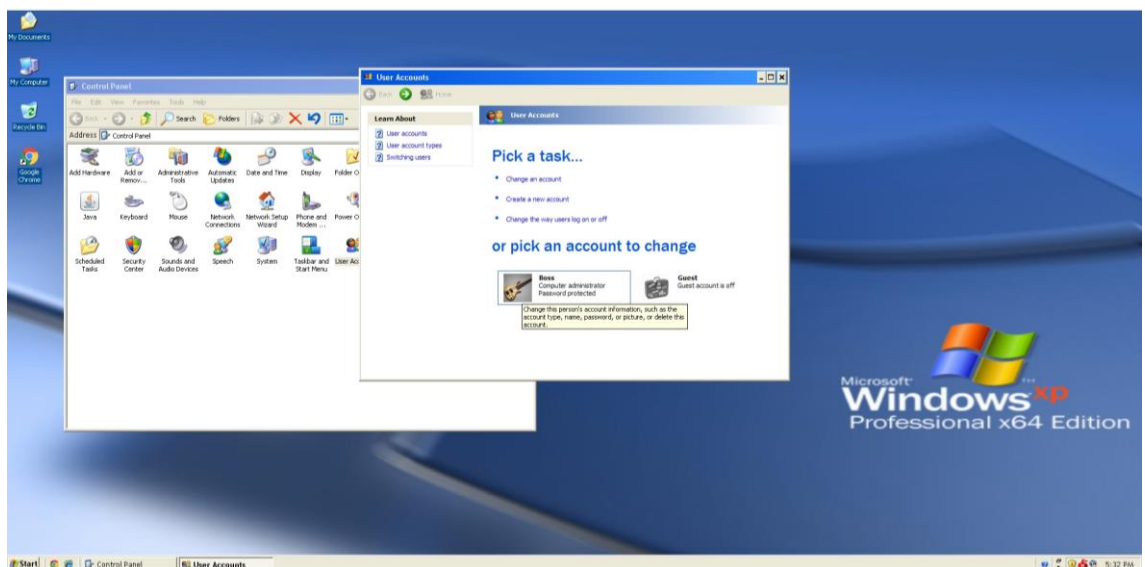 My Documents
My Computer
Recycle Bin
Google
Chrome
Control Panel
File Edit View Favorites Tools Help
Back Search Folders
Address Control Panel
Add Hardware
Add or
Remov...
Administrative
Tools
Automatic
Updates
Date and Time
Display
Folder O
Java
Keyboard
Mouse
Network
Connections
Network Setup
Wizard
Phone and
Modem ...
Power O
Scheduled
Tasks
Security
Center
Sounds and
Audio Devices
Speech
System
Taskbar and
Start Menu
User Acc
User Accounts
Back Home
Learn About
User accounts
User account types
Switching users
User Accounts
Pick a task...
Change an account
Create a new account
Change the way users log on or off
or pick an account to change
Boss
Computer administrator
Password protected
Guest
Guest account is off
Change this person's account information, such as the
account type, name, password, or picture, or delete this
account.
Microsoft
Windows xp
Professional x64 Edition
Start Control Panel User Accounts 5:32 PM